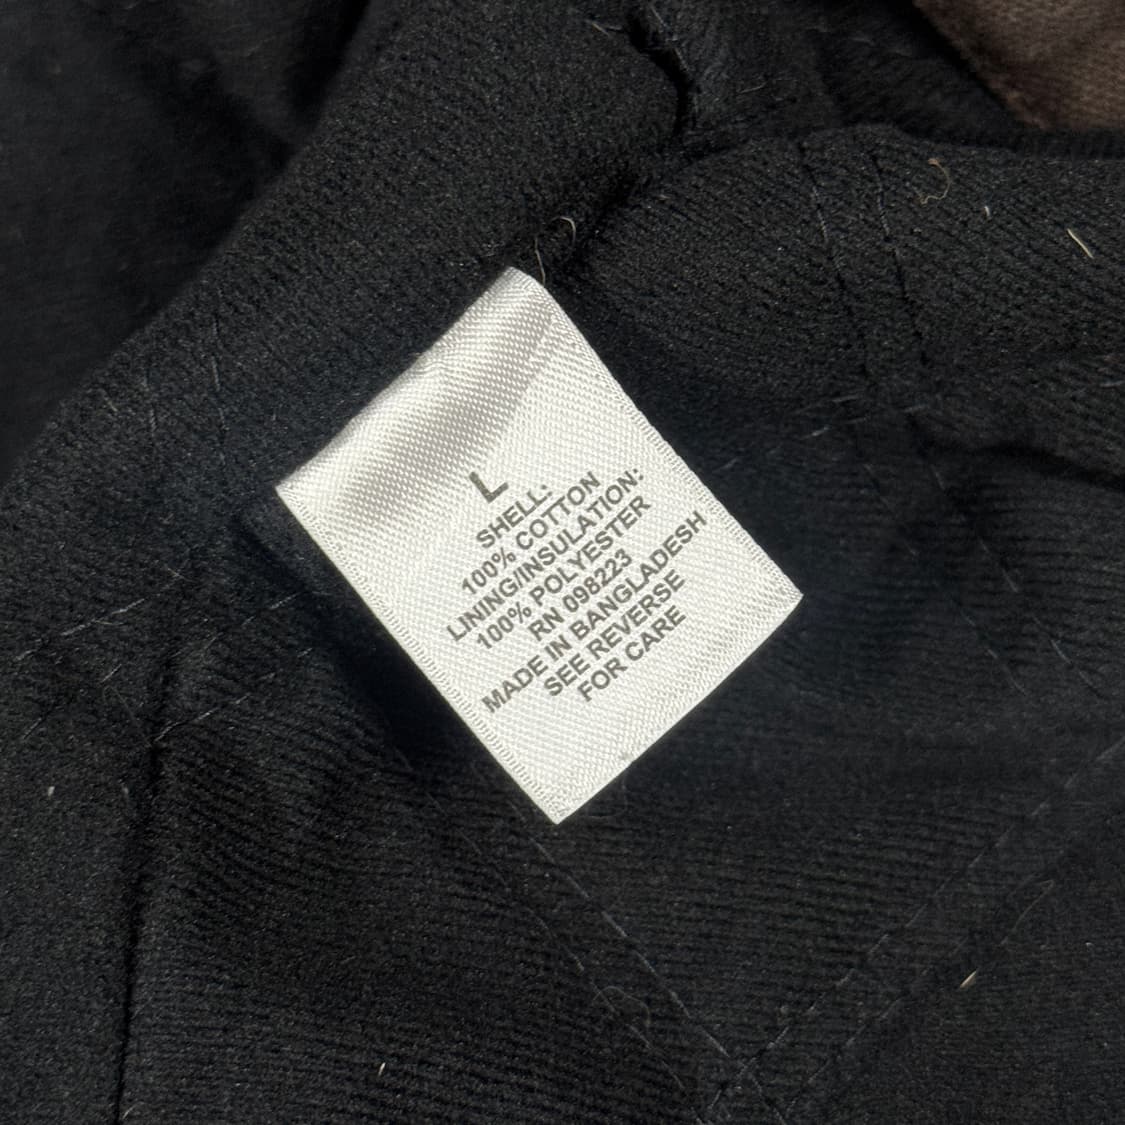 L
SHELL:
100% COTTON
LINING/INSULATION:
100% POLYESTER
RN 098223
MADE IN BANGLADESH
SEE REVERSE
FOR CARE